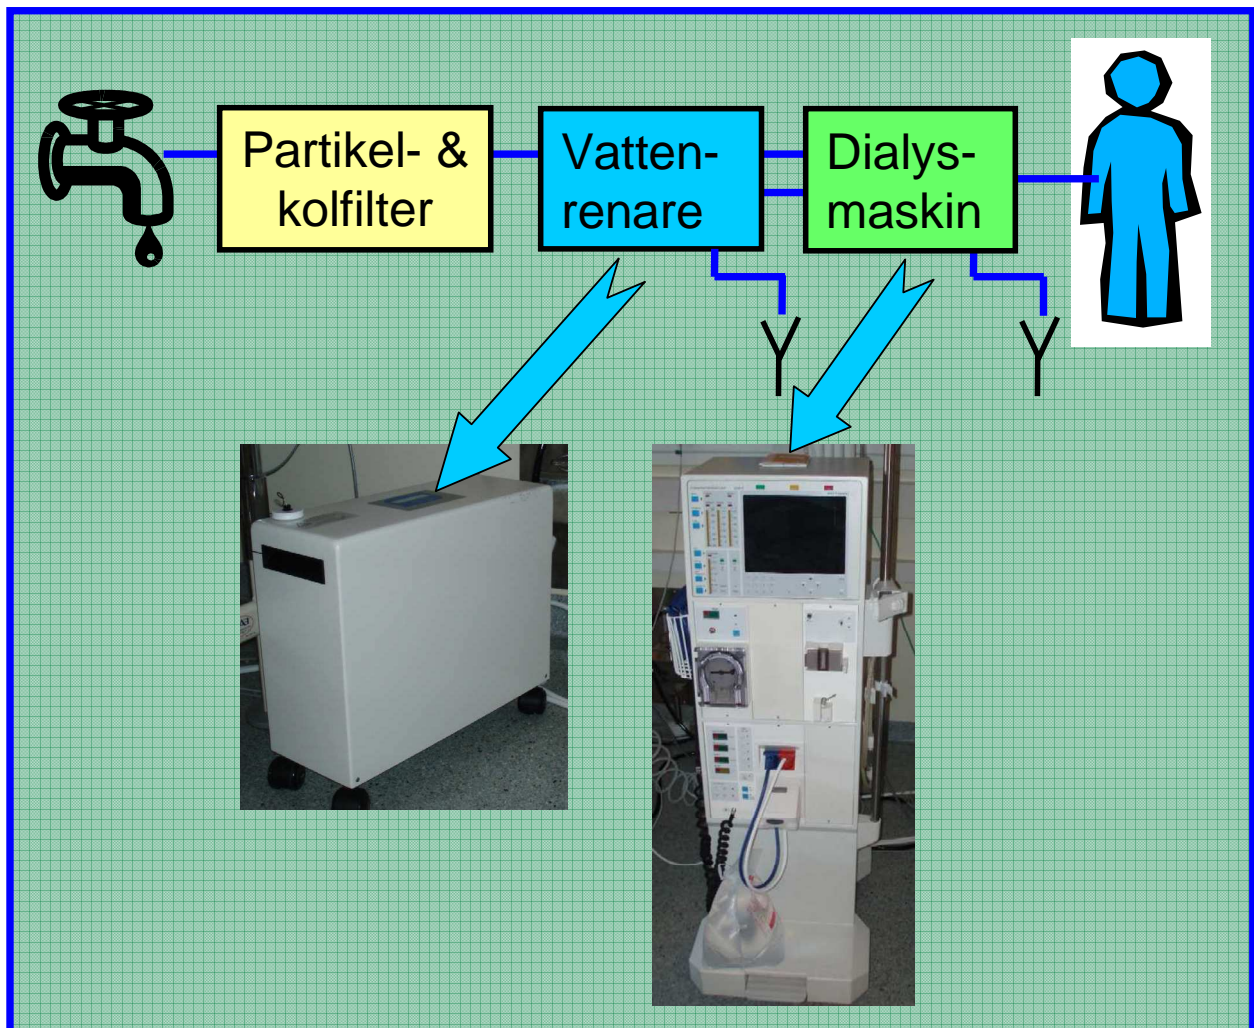 Partikel- &
kolfilter
Vatten-
renare
Dialys-
maskin